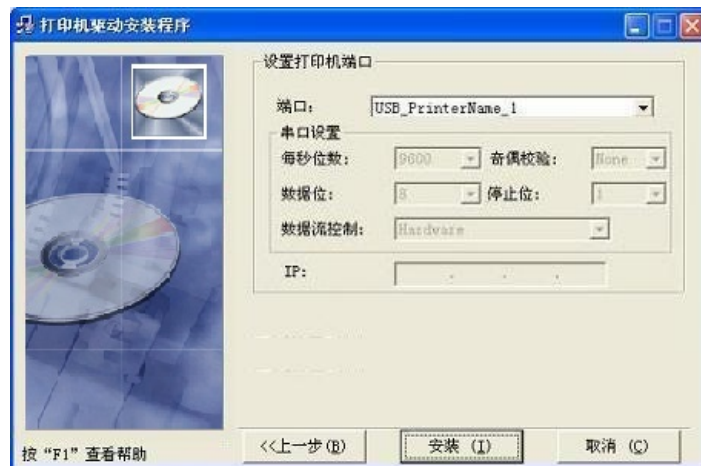 打印机驱动安装程序
设置打印机端口
端口: USB_PrinterName_1
串口设置
每秒位数: 9600 奇偶校验: None
数据位: 8 停止位: 1
数据流控制: Hardware
IP: . . .
按 “F1” 查看帮助 <<上一步(B) 安装 (I) 取消 (C)